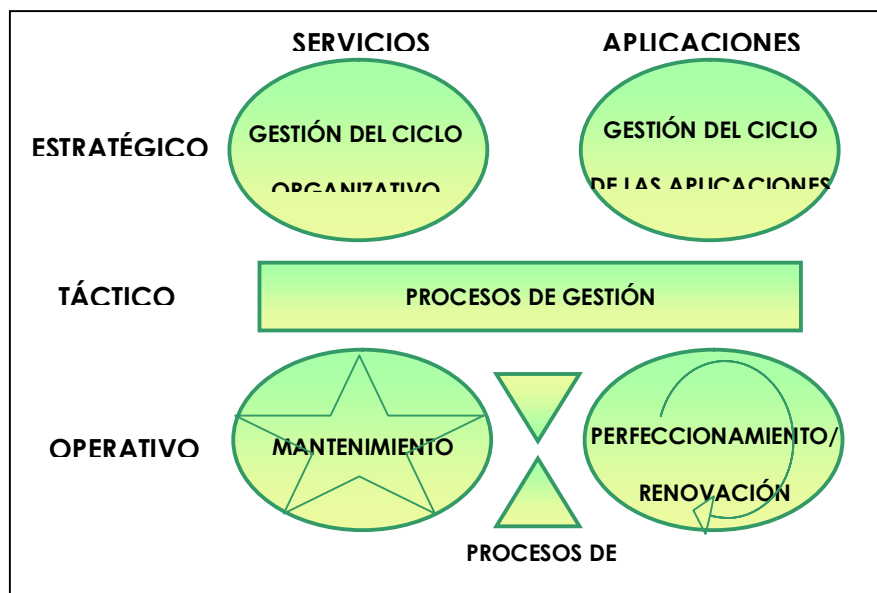 SERVICIOS
APLICACIONES
ESTRATÉGICO
GESTIÓN DEL CICLO
ORGANIZATIVO
GESTIÓN DEL CICLO
DE LAS APLICACIONES
TÁCTICO
PROCESOS DE GESTIÓN
OPERATIVO
MANTENIMIENTO
PERFECCIONAMIENTO/
RENOVACIÓN
PROCESOS DE